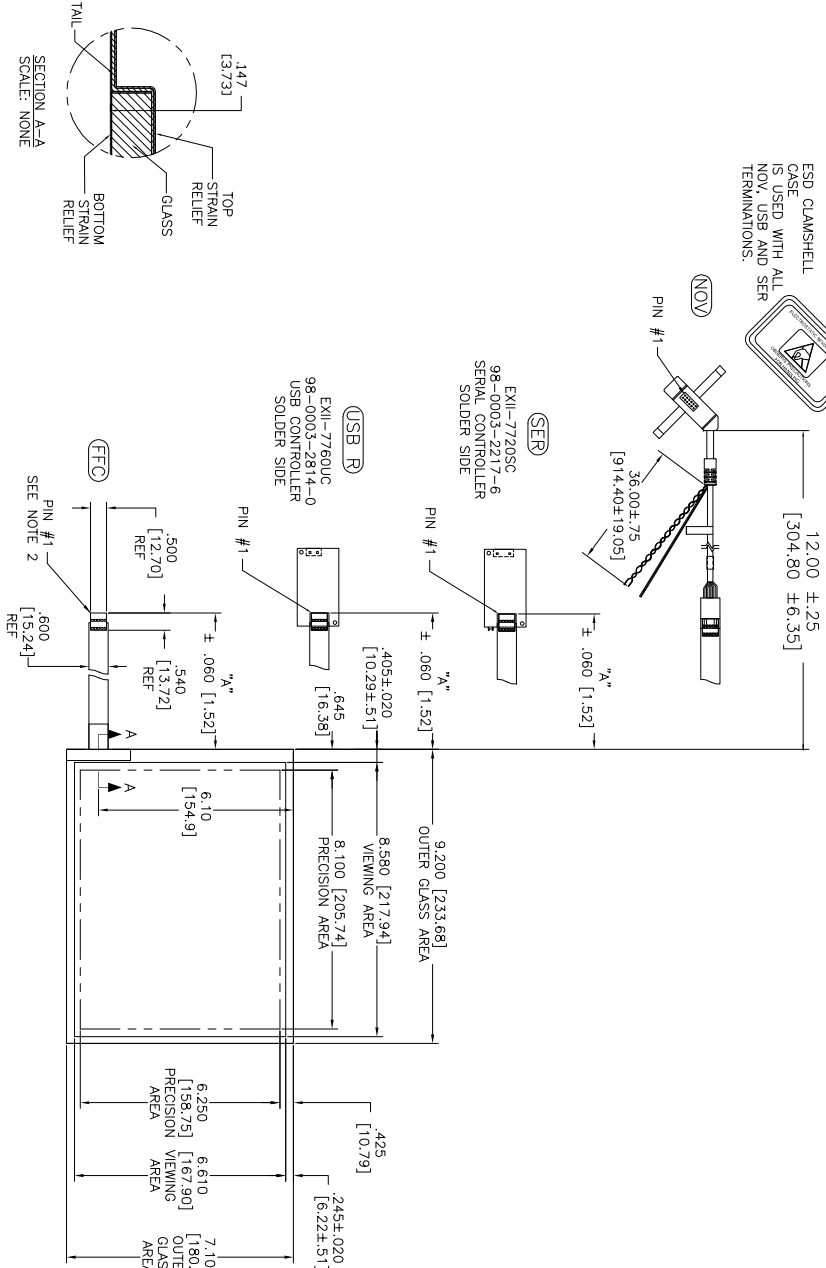 ESD CLAMSHELL
CASE
IS USED WITH ALL
NOV, USB AND SER
TERMINATIONS.
NOV
PIN #1
12.00 ±.25
[304.80 ±6.35]
36.00±.75
[914.40±19.05]
SER
EXII-7720SC
98-0003-2217-6
SERIAL CONTROLLER
SOLDER SIDE
PIN #1
"A"
± .060 [1.52]
USB R
EXII-7760UC
98-0003-2814-0
USB CONTROLLER
SOLDER SIDE
PIN #1
"A"
± .060 [1.52]
FFC
PIN #1
SEE NOTE 2
.500
[12.70]
REF
.600
[15.24]
REF
.540
[13.72]
REF
"A"
± .060 [1.52]
.645
[16.38]
.405±.020
[10.29±.51]
A
A
6.10
[154.9]
9.200 [233.68]
OUTER GLASS AREA
8.580 [217.94]
VIEWING AREA
8.100 [205.74]
PRECISION AREA
.425
[10.79]
.245±.020
[6.22±.51]
6.250
[158.75]
PRECISION
AREA
6.610
[167.90]
VIEWING
AREA
7.10
[180.
OUTE
GLAS
AREA
.147
[3.73]
TOP
STRAIN
RELIEF
GLASS
BOTTOM
STRAIN
RELIEF
TAIL
SECTION A-A
SCALE: NONE